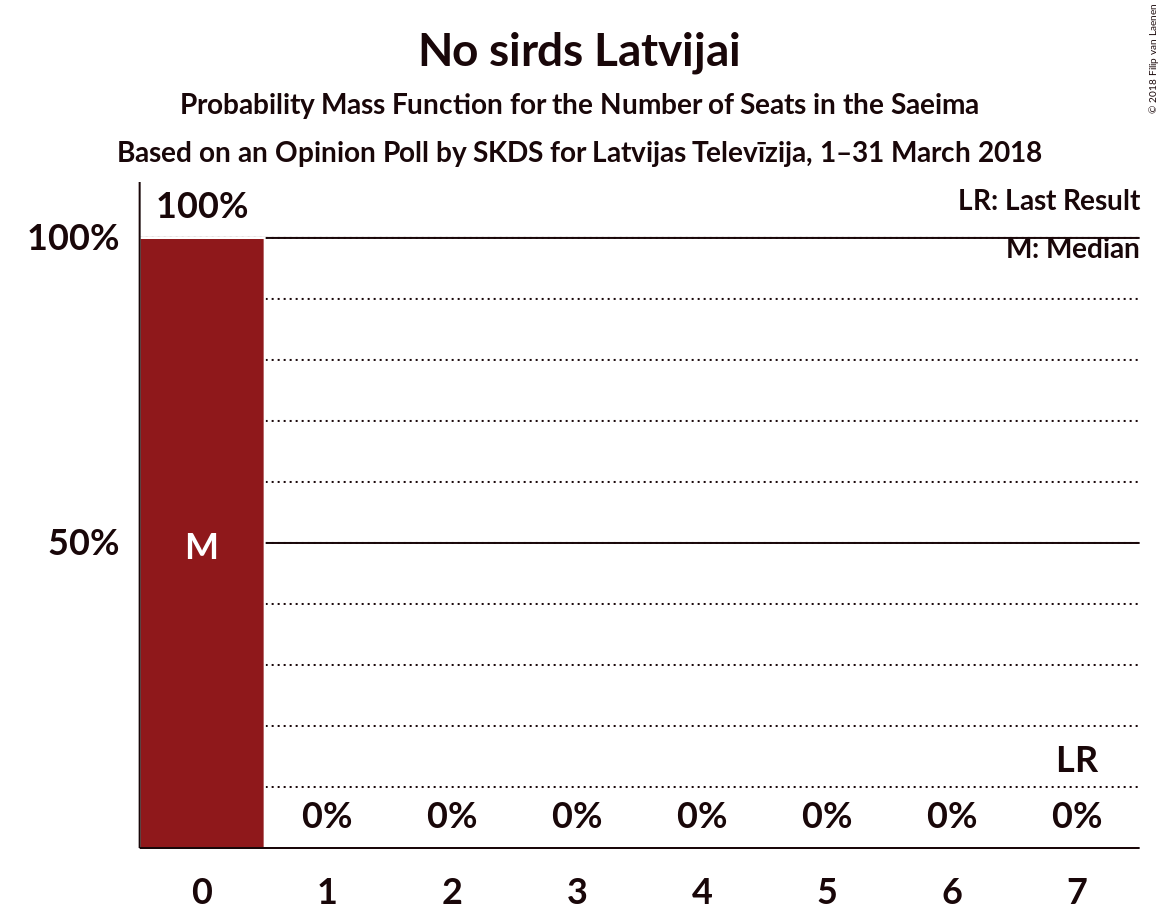 No sirds Latvijai
Probability Mass Function for the Number of Seats in the Saeima
Based on an Opinion Poll by SKDS for Latvijas Televīzija, 1–31 March 2018
© 2018 Filip van Laenen
LR: Last Result
M: Median
100%
100%
50%
M
LR
0% 0% 0% 0% 0% 0% 0%
0 1 2 3 4 5 6 7